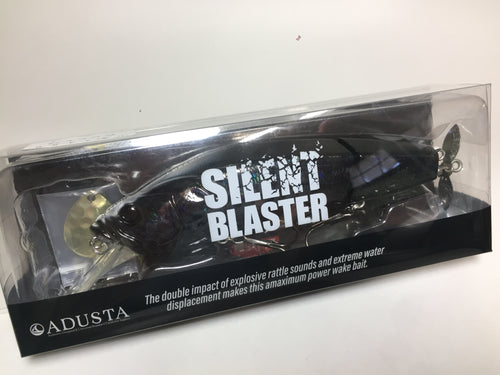 SILENT
BLASTER
The double impact of explosive rattle sounds and extreme water
displacement makes this amaximum power wake bait.
ADUSTA